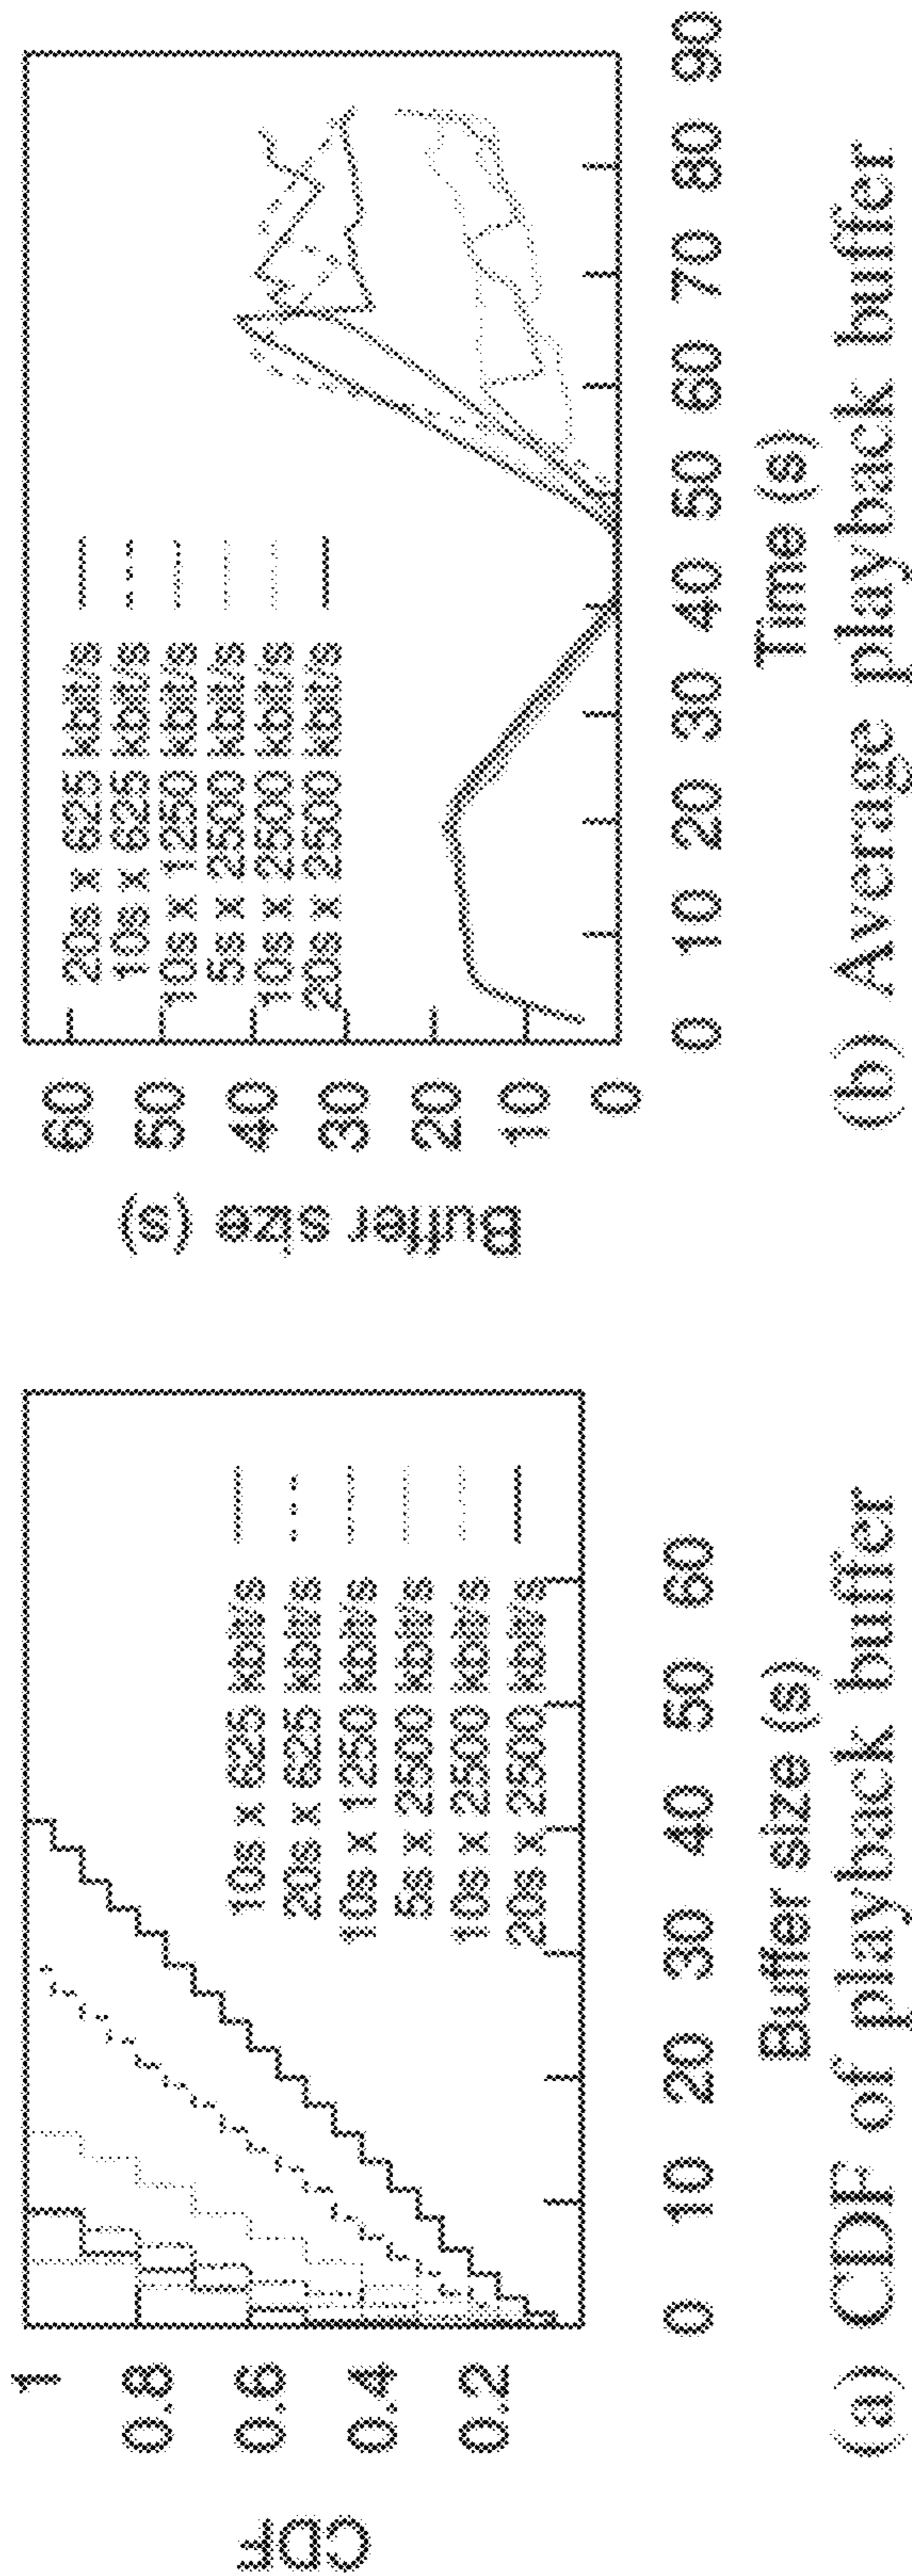 CDF
1
0.8
0.6
0.4
0.2
10s x 625 kbit/s
20s x 625 kbit/s
10s x 1250 kbit/s
5s x 2500 kbit/s
10s x 2500 kbit/s
20s x 2500 kbit/s
0 10 20 30 40 50 60
Buffer size (s)
(a) CDF of playback buffer
Buffer size (s)
60
50
40
30
20
10
0
20s x 625 kbit/s
10s x 625 kbit/s
10s x 1250 kbit/s
5s x 2500 kbit/s
10s x 2500 kbit/s
20s x 2500 kbit/s
0 10 20 30 40 50 60 70 80 90
Time (s)
(b) Average playback buffer